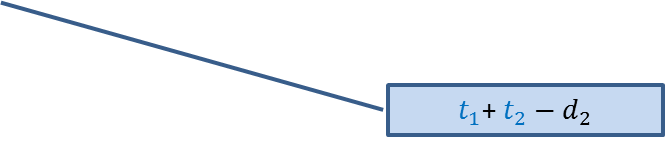 t₁+ t₂ − d₂